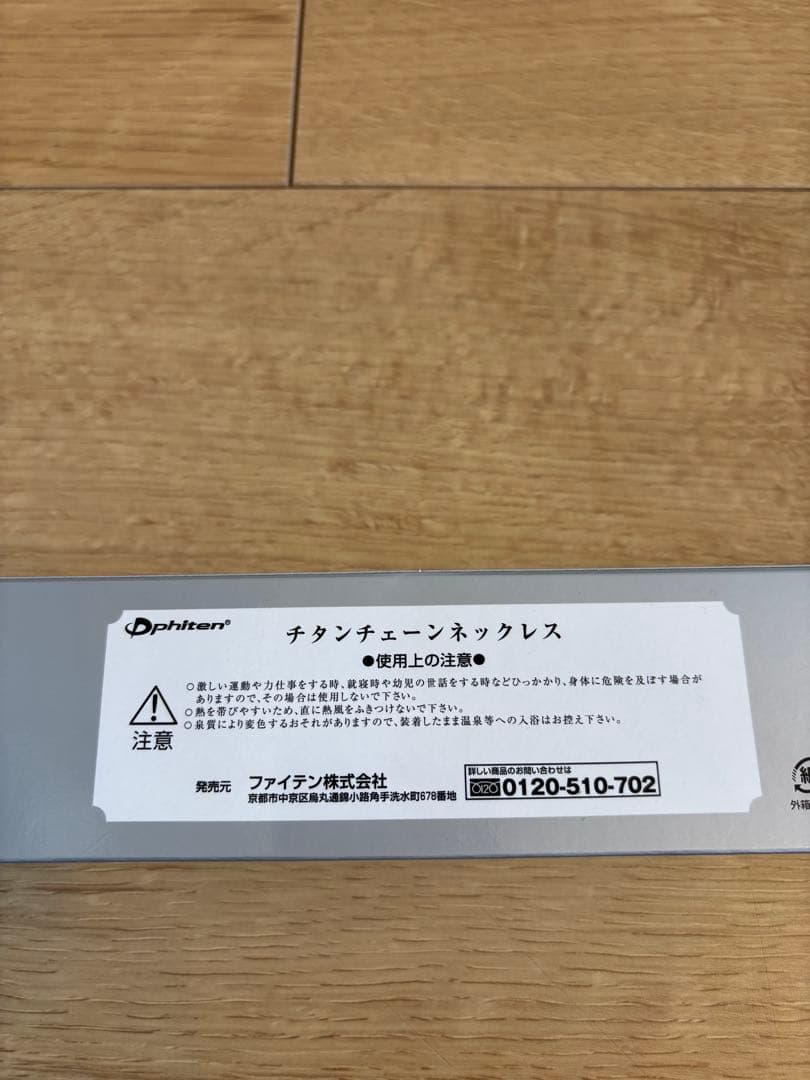 phiten®
チタンチェーンネックレス
●使用上の注意●
注意
○激しい運動や力仕事をする時、就寝時や幼児の世話をする時などひっかかり、身体に危険を及ぼす場合が
ありますので、その場合は使用しないで下さい。
○熱を帯びやすいため、直に熱風をふきつけないで下さい。
○泉質により変色するおそれがありますので、装着したまま温泉等への入浴はお控え下さい。
発売元 ファイテン株式会社
京都市中京区烏丸通錦小路角手洗水町678番地
詳しい商品のお問い合わせは
0120-510-702
外箱